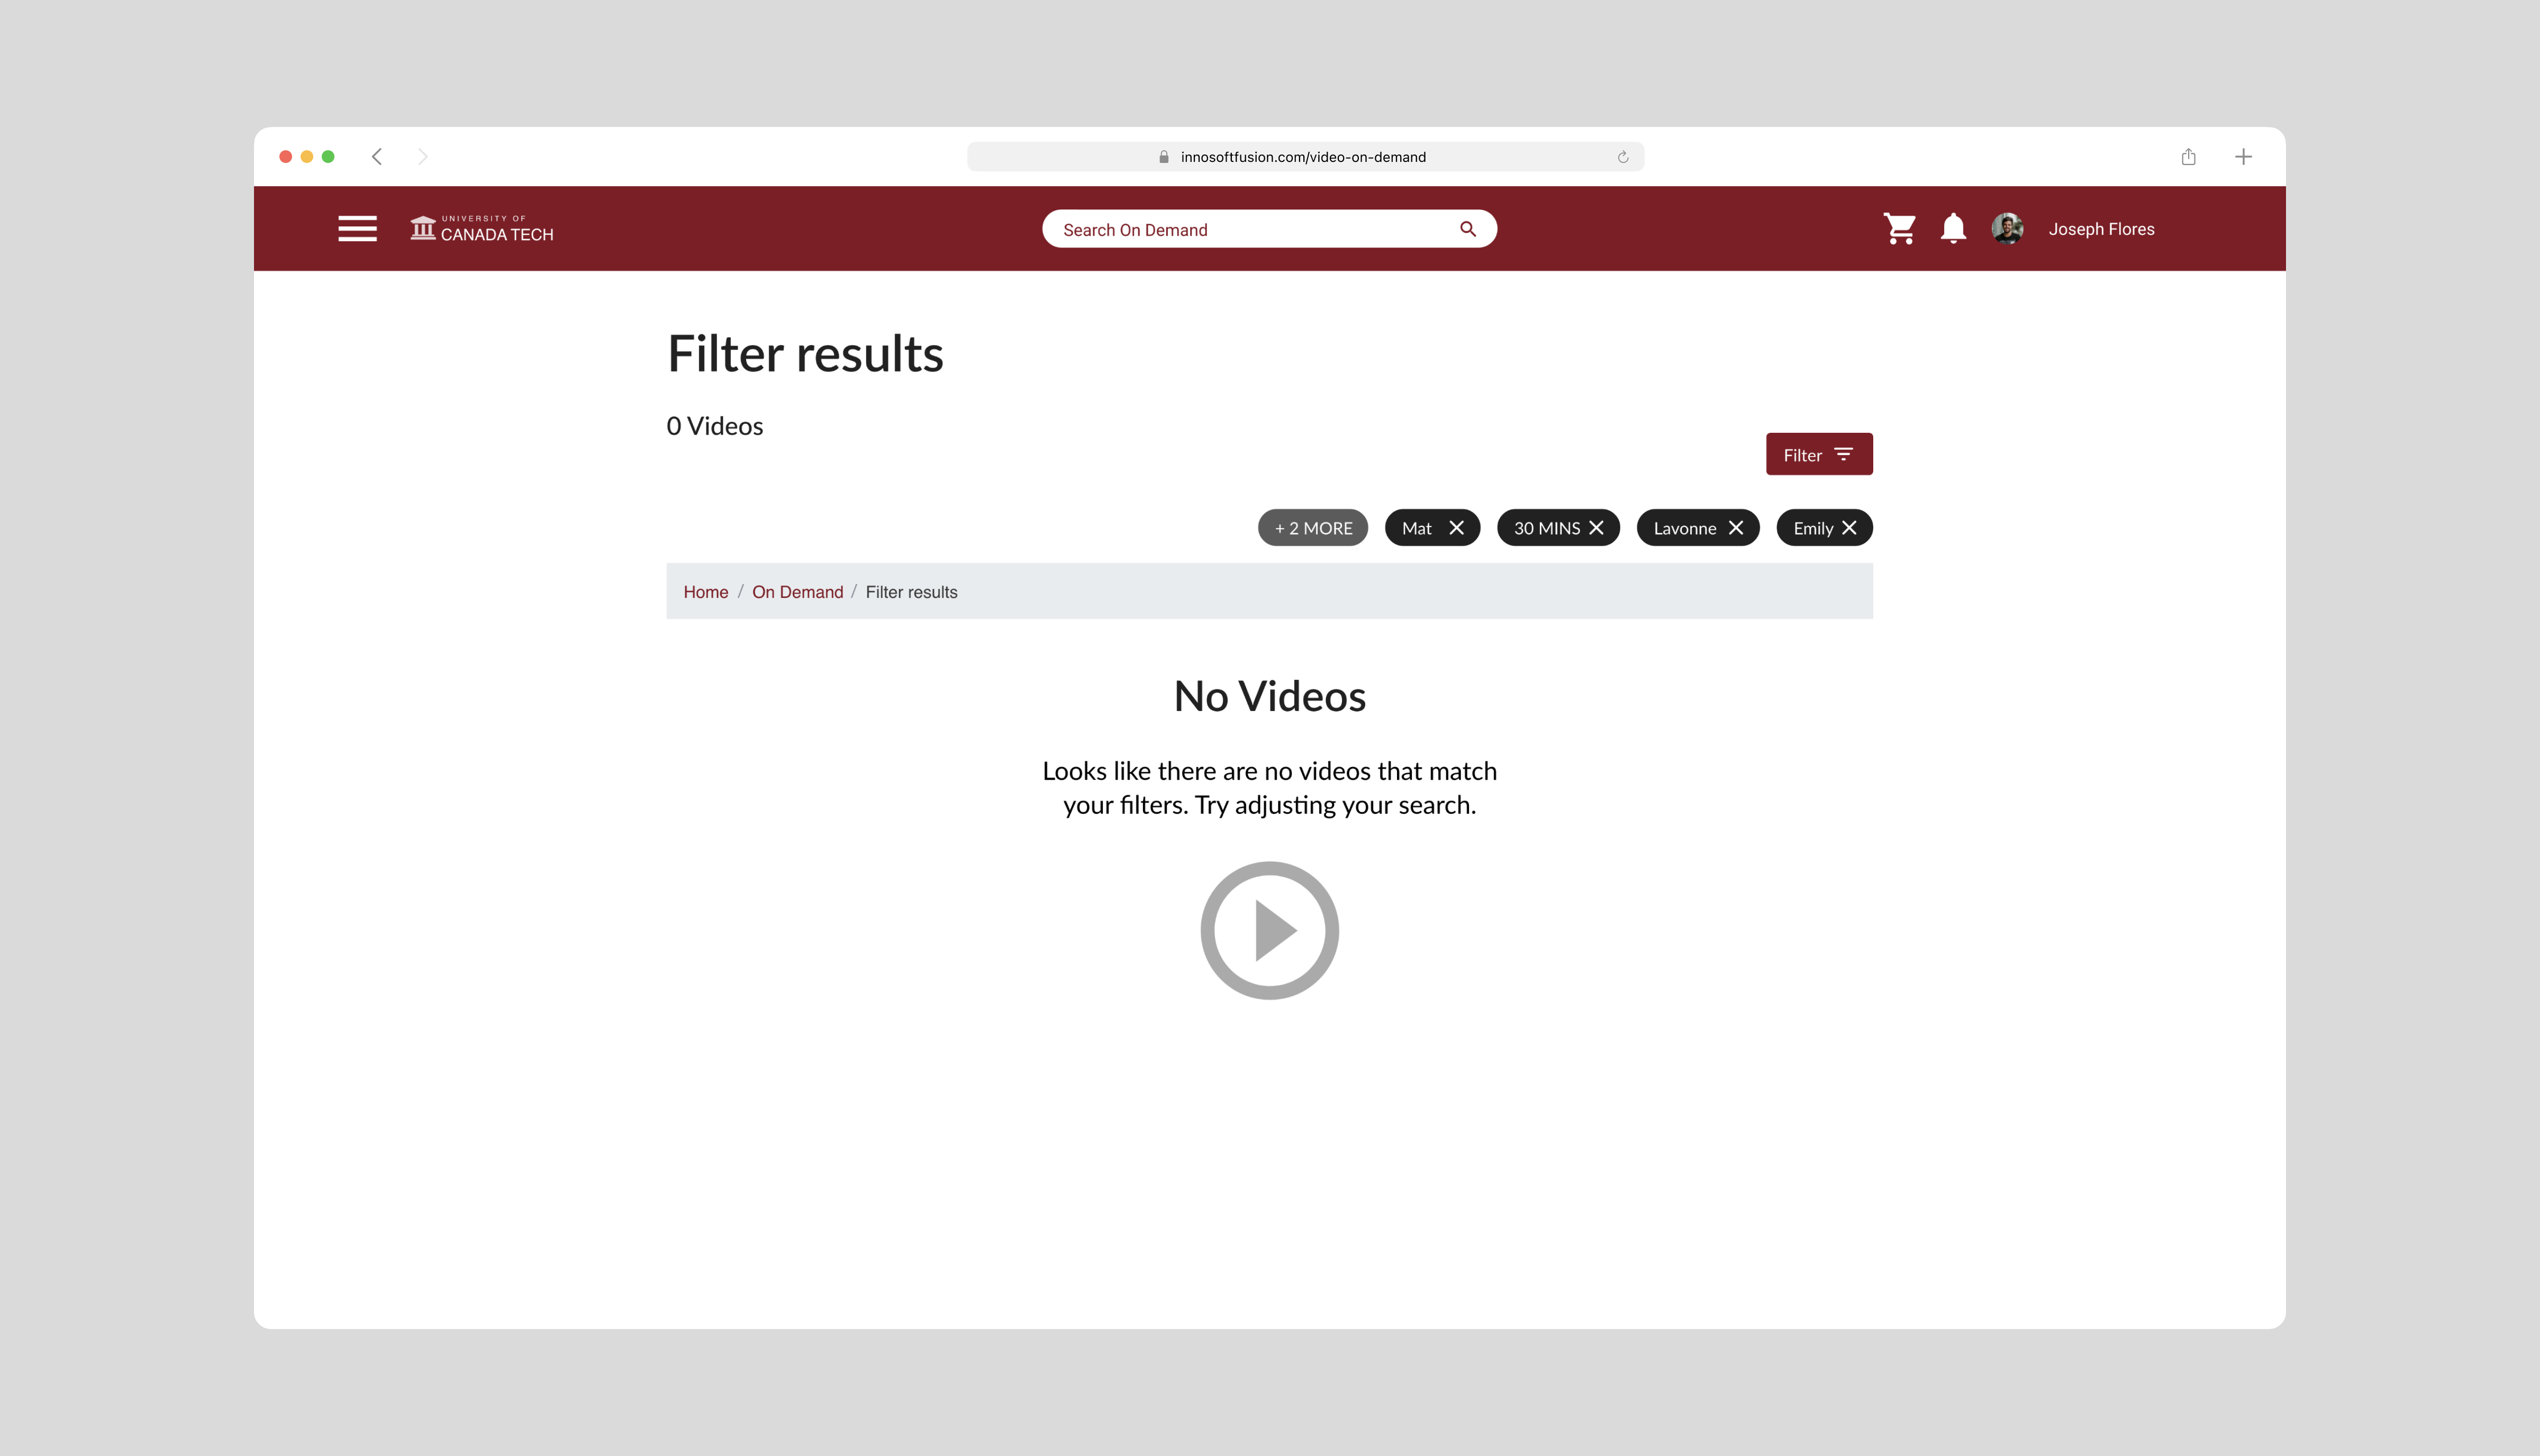 innosoftfusion.com/video-on-demand
UNIVERSITY OF
CANADA TECH
Search On Demand
Joseph Flores
Filter results
0 Videos
Filter
+ 2 MORE
Mat
30 MINS
Lavonne
Emily
Home / On Demand / Filter results
No Videos
Looks like there are no videos that match
your filters. Try adjusting your search.